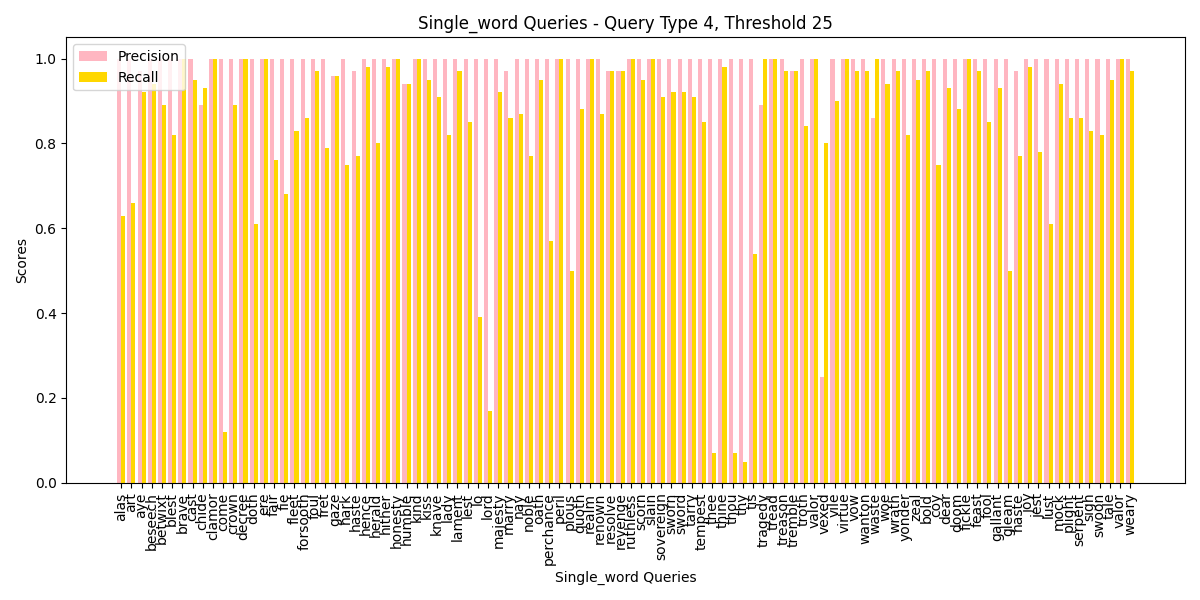 Single_word Queries - Query Type 4, Threshold 25
Precision
Recall
Scores
1.0
0.8
0.6
0.4
0.2
0.0
alas
art
aye
beseech
betwixt
blest
brave
cast
chide
clamor
come
crown
decree
doth
ere
fair
fie
fleet
forsooth
foul
fret
gaze
hark
haste
hence
herald
hither
honesty
humble
kind
kiss
knave
lady
lament
lest
lo
lord
majesty
marry
nay
noble
oath
perchance
peril
pious
quoth
realm
renown
resolve
revenge
ruthless
scorn
slain
sovereign
sworn
sword
tarry
tempest
thee
thine
thou
thy
tis
tragedy
tread
treason
tremble
troth
valor
vexed
vile
virtue
vow
wanton
waste
woe
wrath
yonder
zeal
bold
coy
dear
doom
fickle
feast
fool
gallant
gleam
haste
joy
jest
lust
mock
plight
serpent
sigh
swoon
tale
valor
weary
Single_word Queries